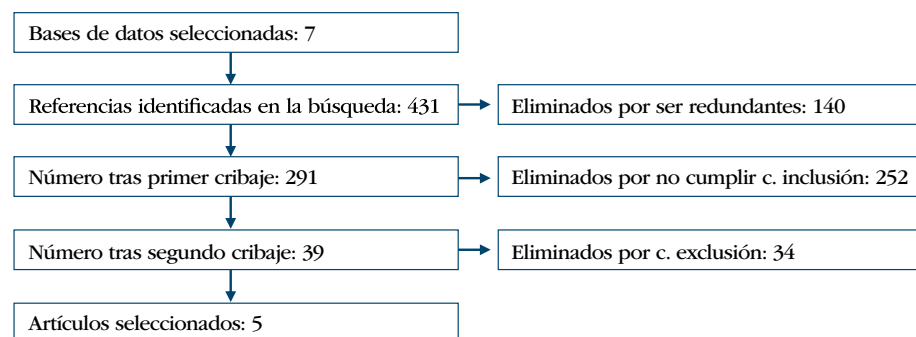 Bases de datos seleccionadas: 7
Referencias identificadas en la búsqueda: 431
Eliminados por ser redundantes: 140
Número tras primer cribaje: 291
Eliminados por no cumplir c. inclusión: 252
Número tras segundo cribaje: 39
Eliminados por c. exclusión: 34
Artículos seleccionados: 5